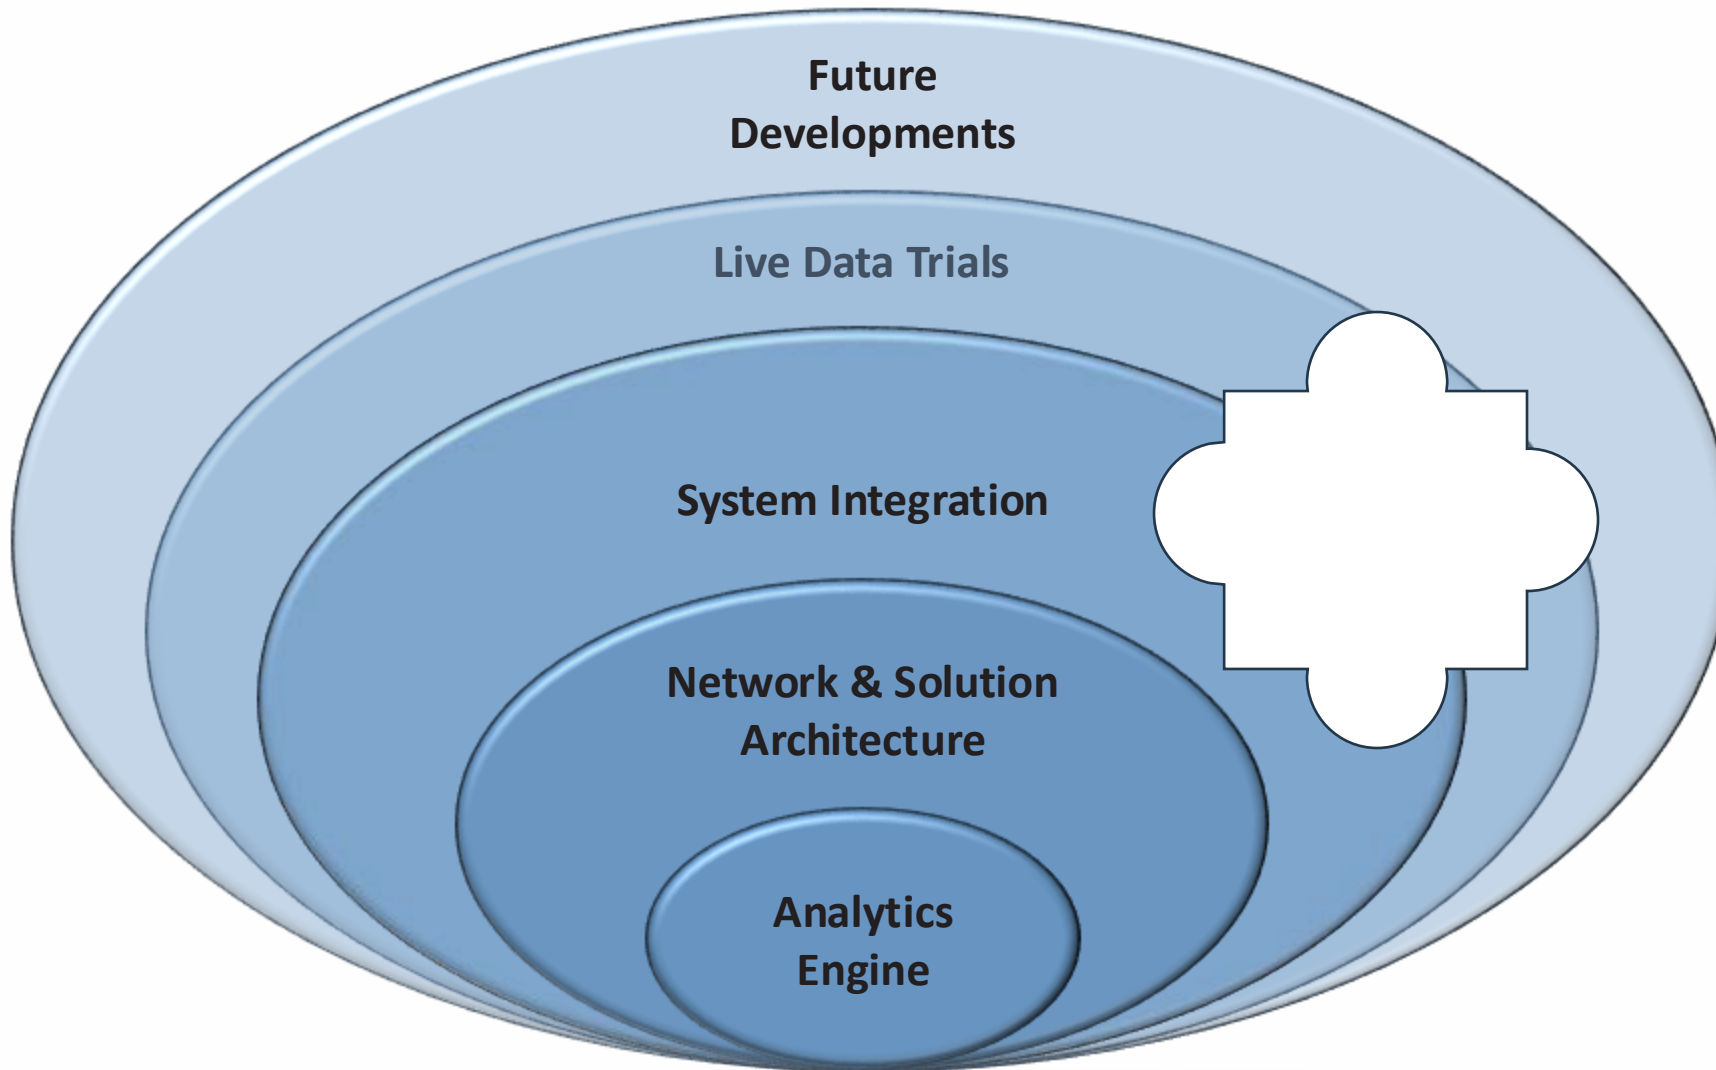 Future
Developments
Live Data Trials
System Integration
Network & Solution
Architecture
Analytics
Engine